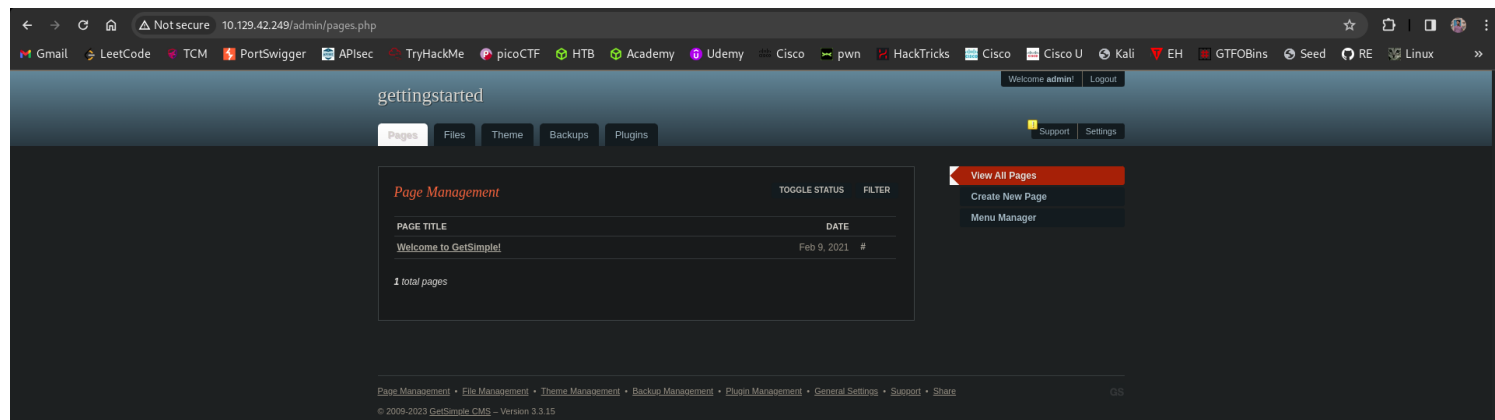 Not secure 10.129.42.249/admin/pages.php
Gmail LeetCode TCM PortSwigger APIsec TryHackMe picoCTF HTB Academy Udemy Cisco pwn HackTricks Cisco Cisco U Kali EH GTFOBins Seed RE Linux »
Welcome admin! Logout
gettingstarted
Pages Files Theme Backups Plugins
Support Settings
Page Management TOGGLE STATUS FILTER
PAGE TITLE DATE
Welcome to GetSimple! Feb 9, 2021 #
1 total pages
View All Pages
Create New Page
Menu Manager
Page Management • File Management • Theme Management • Backup Management • Plugin Management • General Settings • Support • Share
GS
© 2009-2023 GetSimple CMS – Version 3.3.15